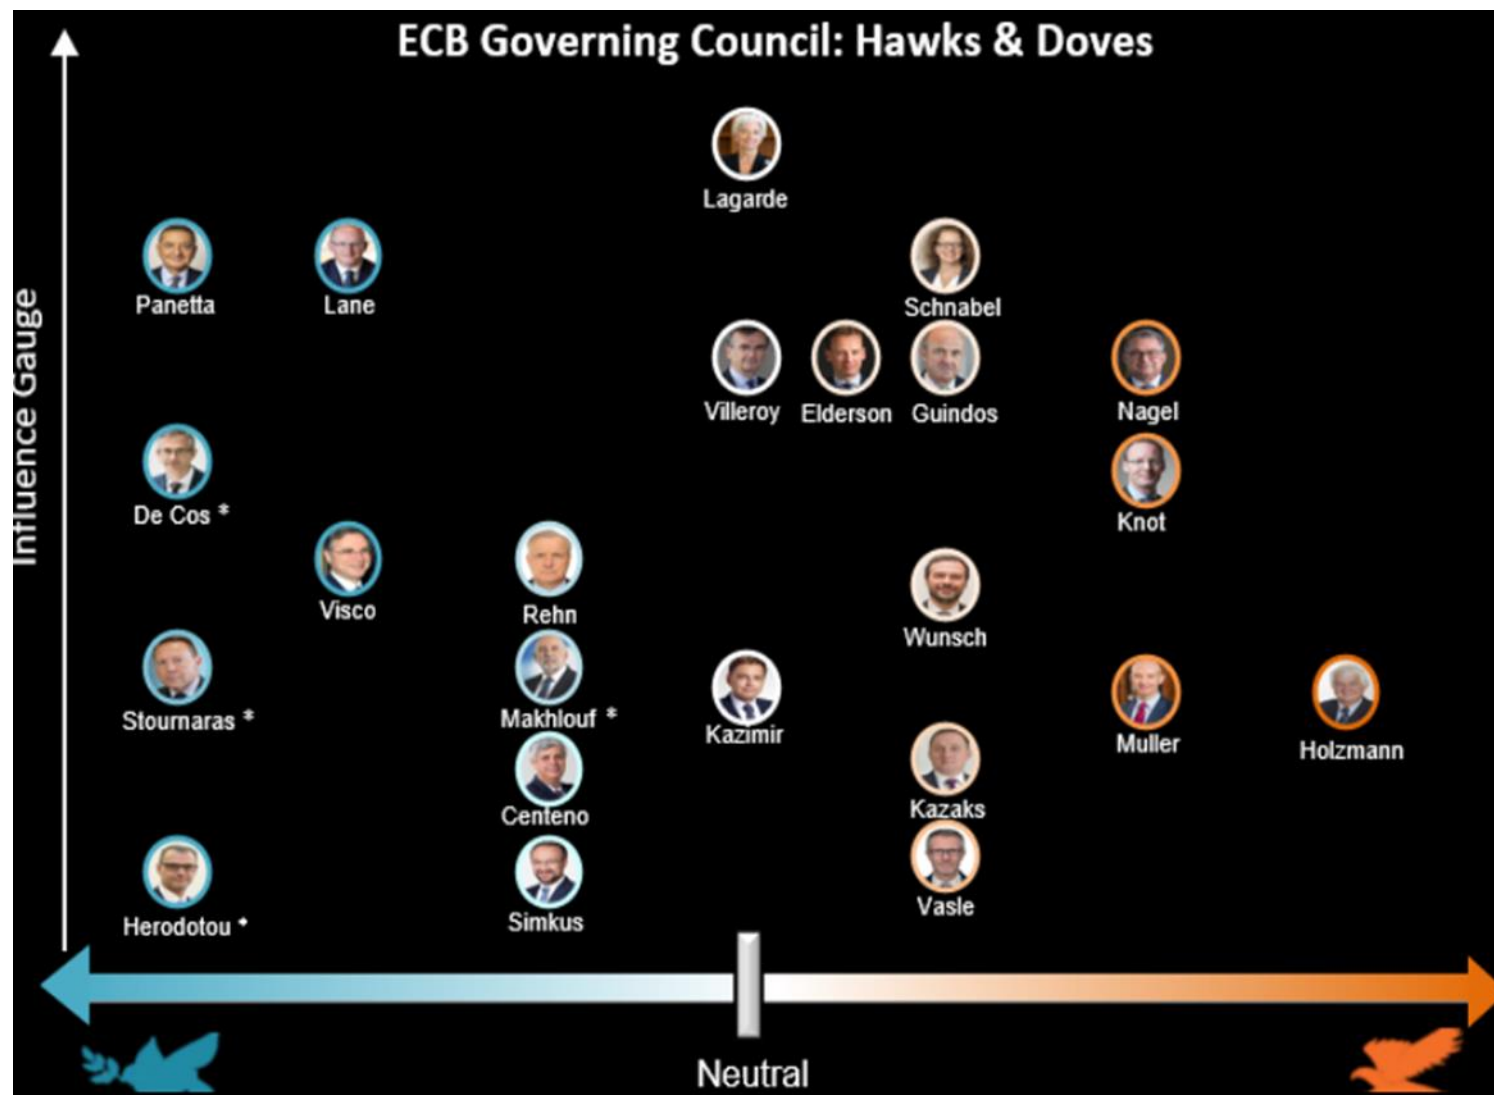 ECB Governing Council: Hawks & Doves
Influence Gauge
Lagarde
Panetta
Lane
Schnabel
Villeroy
Elderson
Guindos
Nagel
De Cos *
Knot
Visco
Rehn
Wunsch
Stournaras *
Makhlouf *
Kazimir
Muller
Holzmann
Centeno
Kazaks
Herodotou *
Simkus
Vasle
Neutral